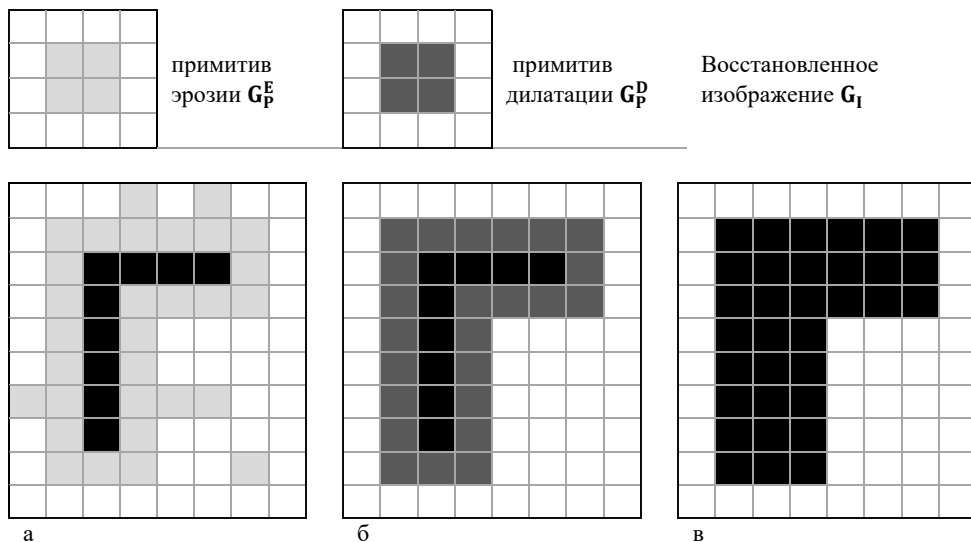 примитив
эрозии G_P^E
примитив
дилатации G_P^D
Восстановленное
изображение G_I
а
б
в